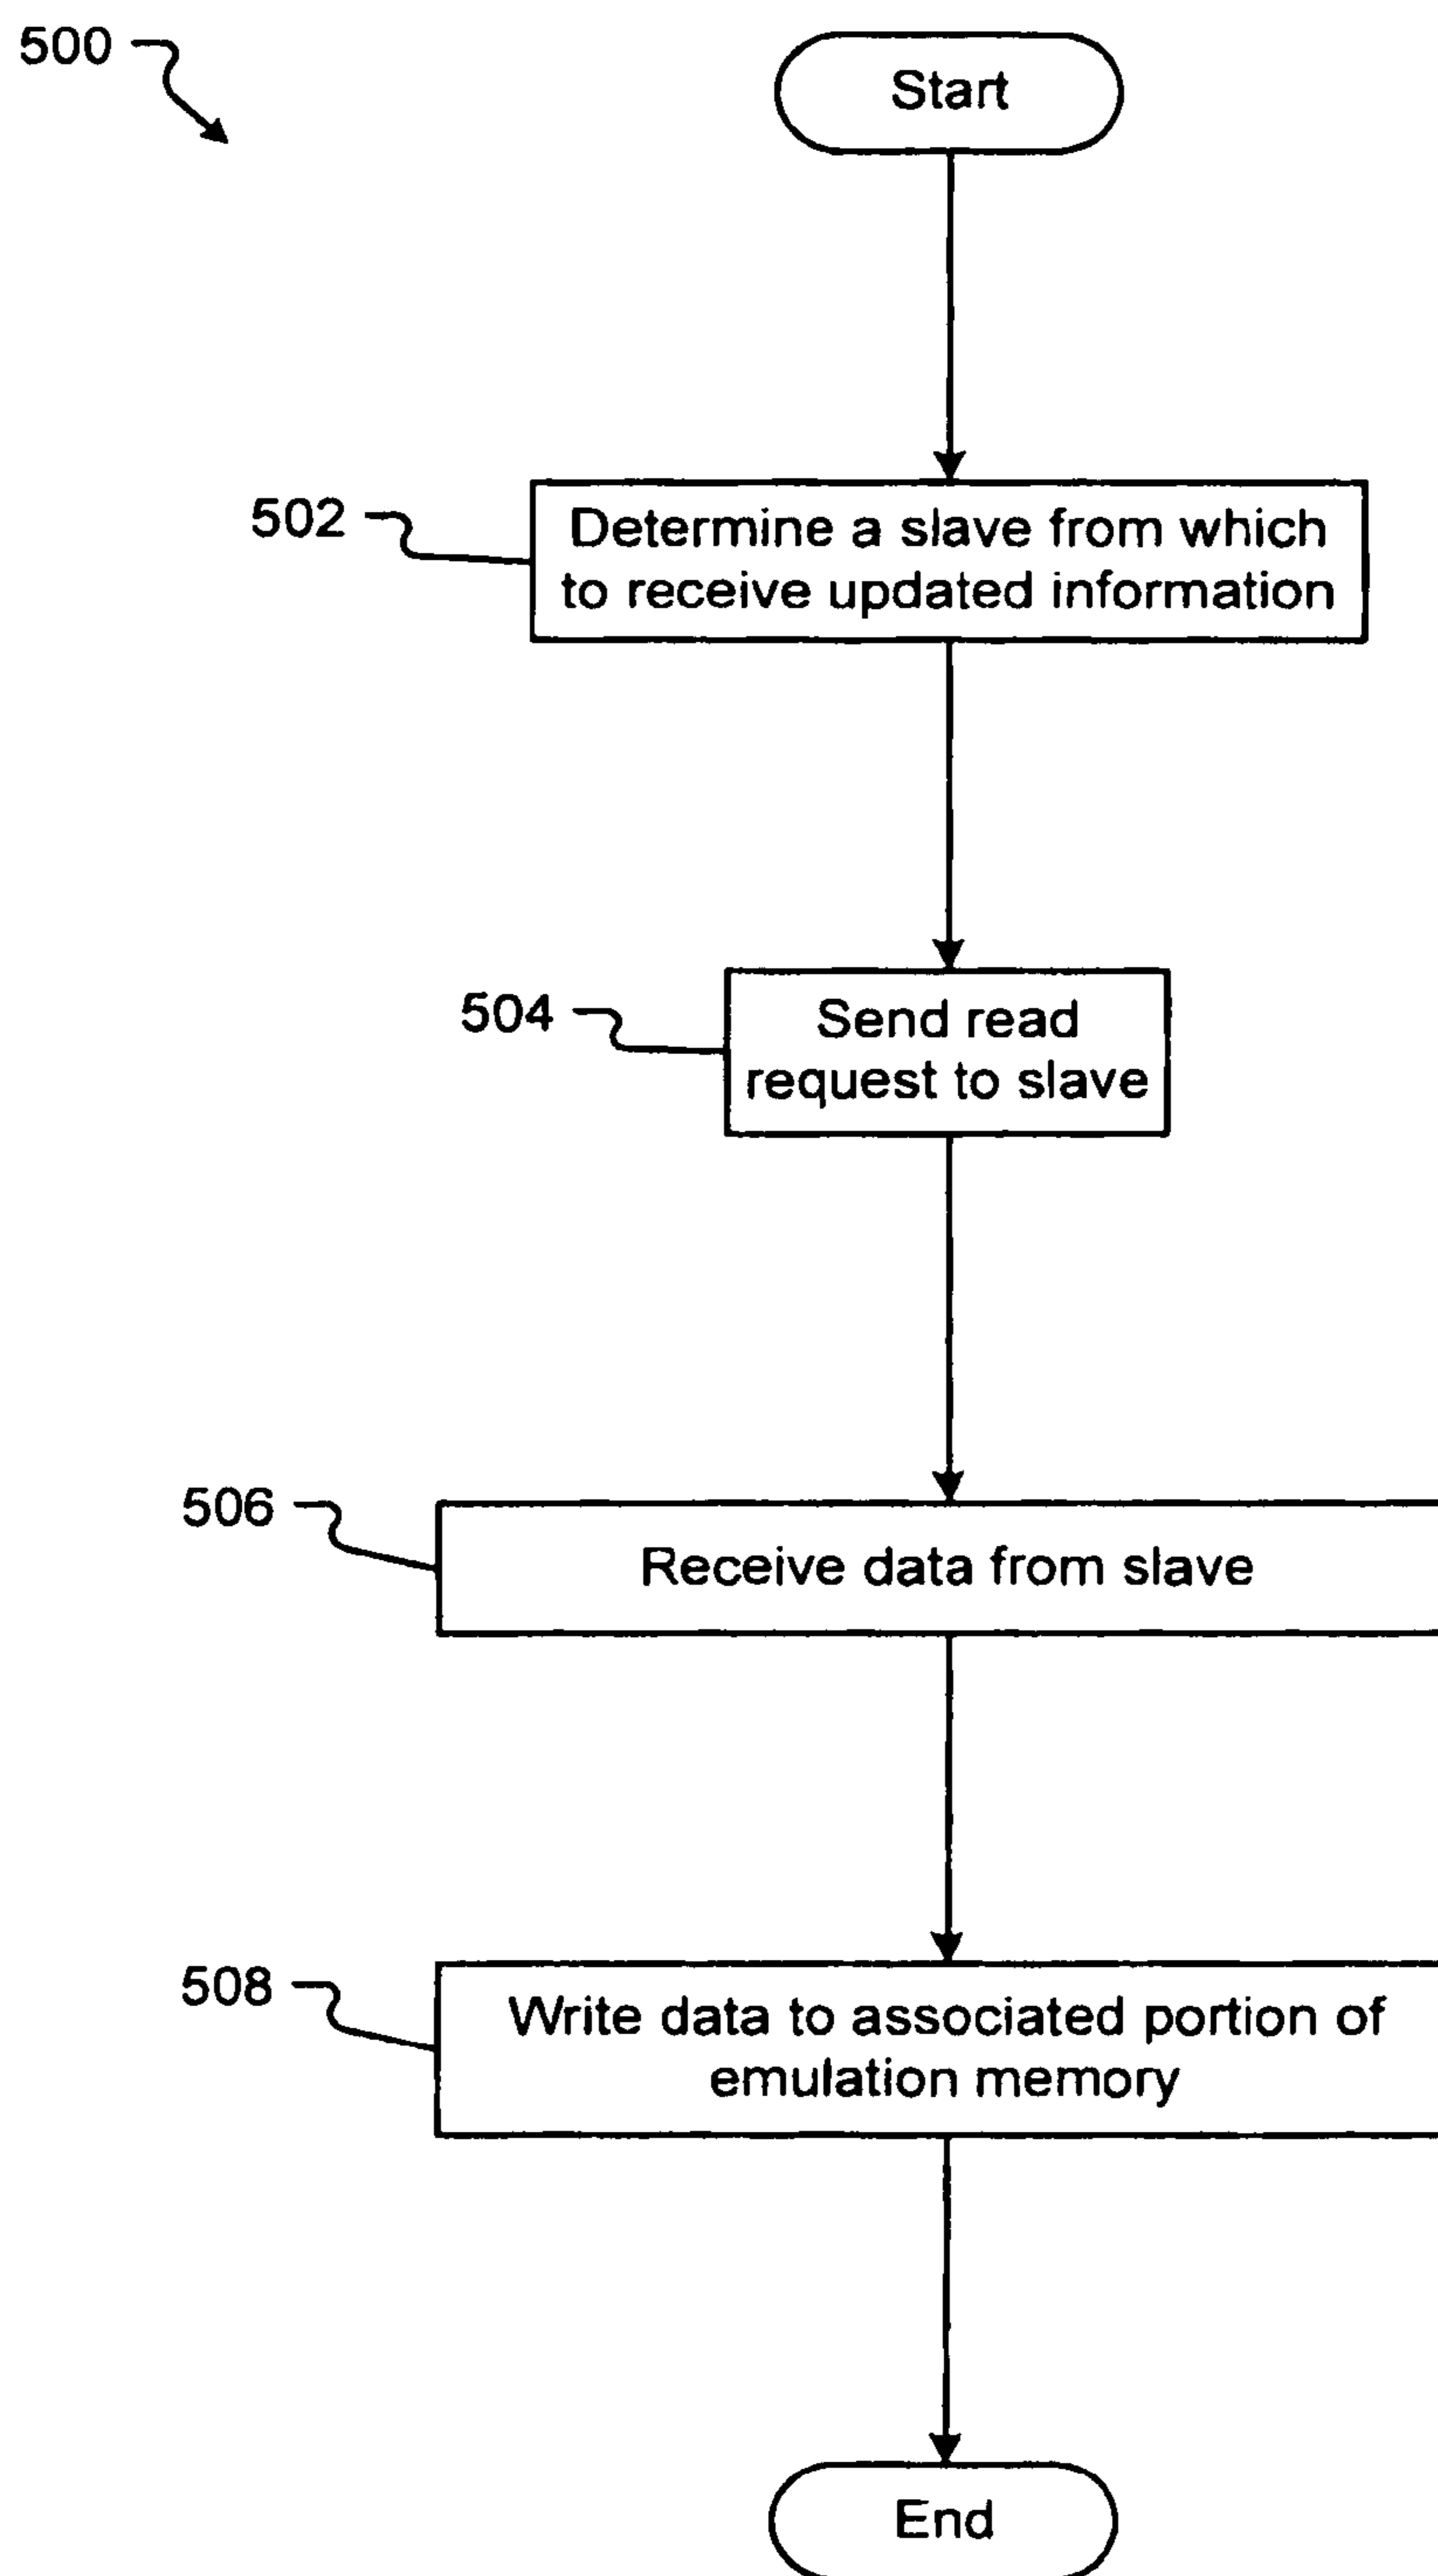 500
Start
502
Determine a slave from which
to receive updated information
504
Send read
request to slave
506
Receive data from slave
508
Write data to associated portion of
emulation memory
End